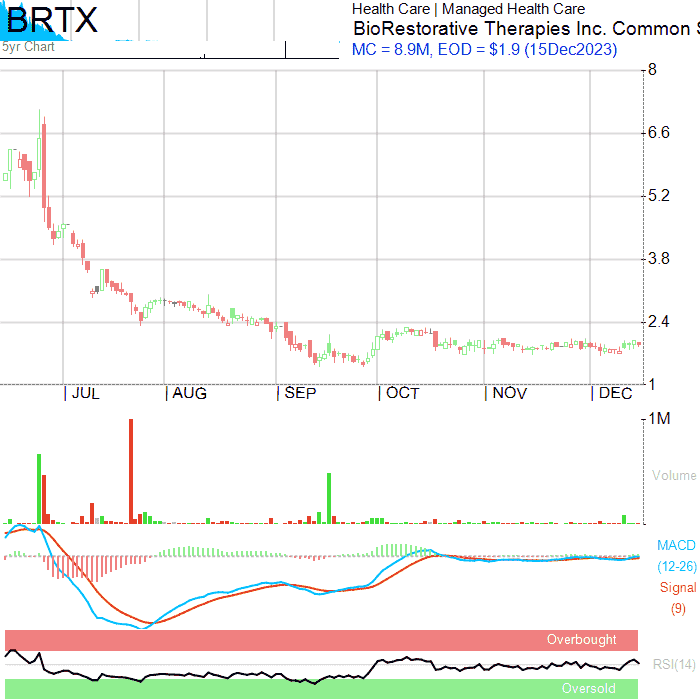 BRTX
5yr Chart
Health Care | Managed Health Care
BioRestorative Therapies Inc. Common S
MC = 8.9M, EOD = $1.9 (15Dec2023)
8
6.6
5.2
3.8
2.4
1
JUL
AUG
SEP
OCT
NOV
DEC
1M
Volume
MACD
(12-26)
Signal
(9)
Overbought
RSI(14)
Oversold